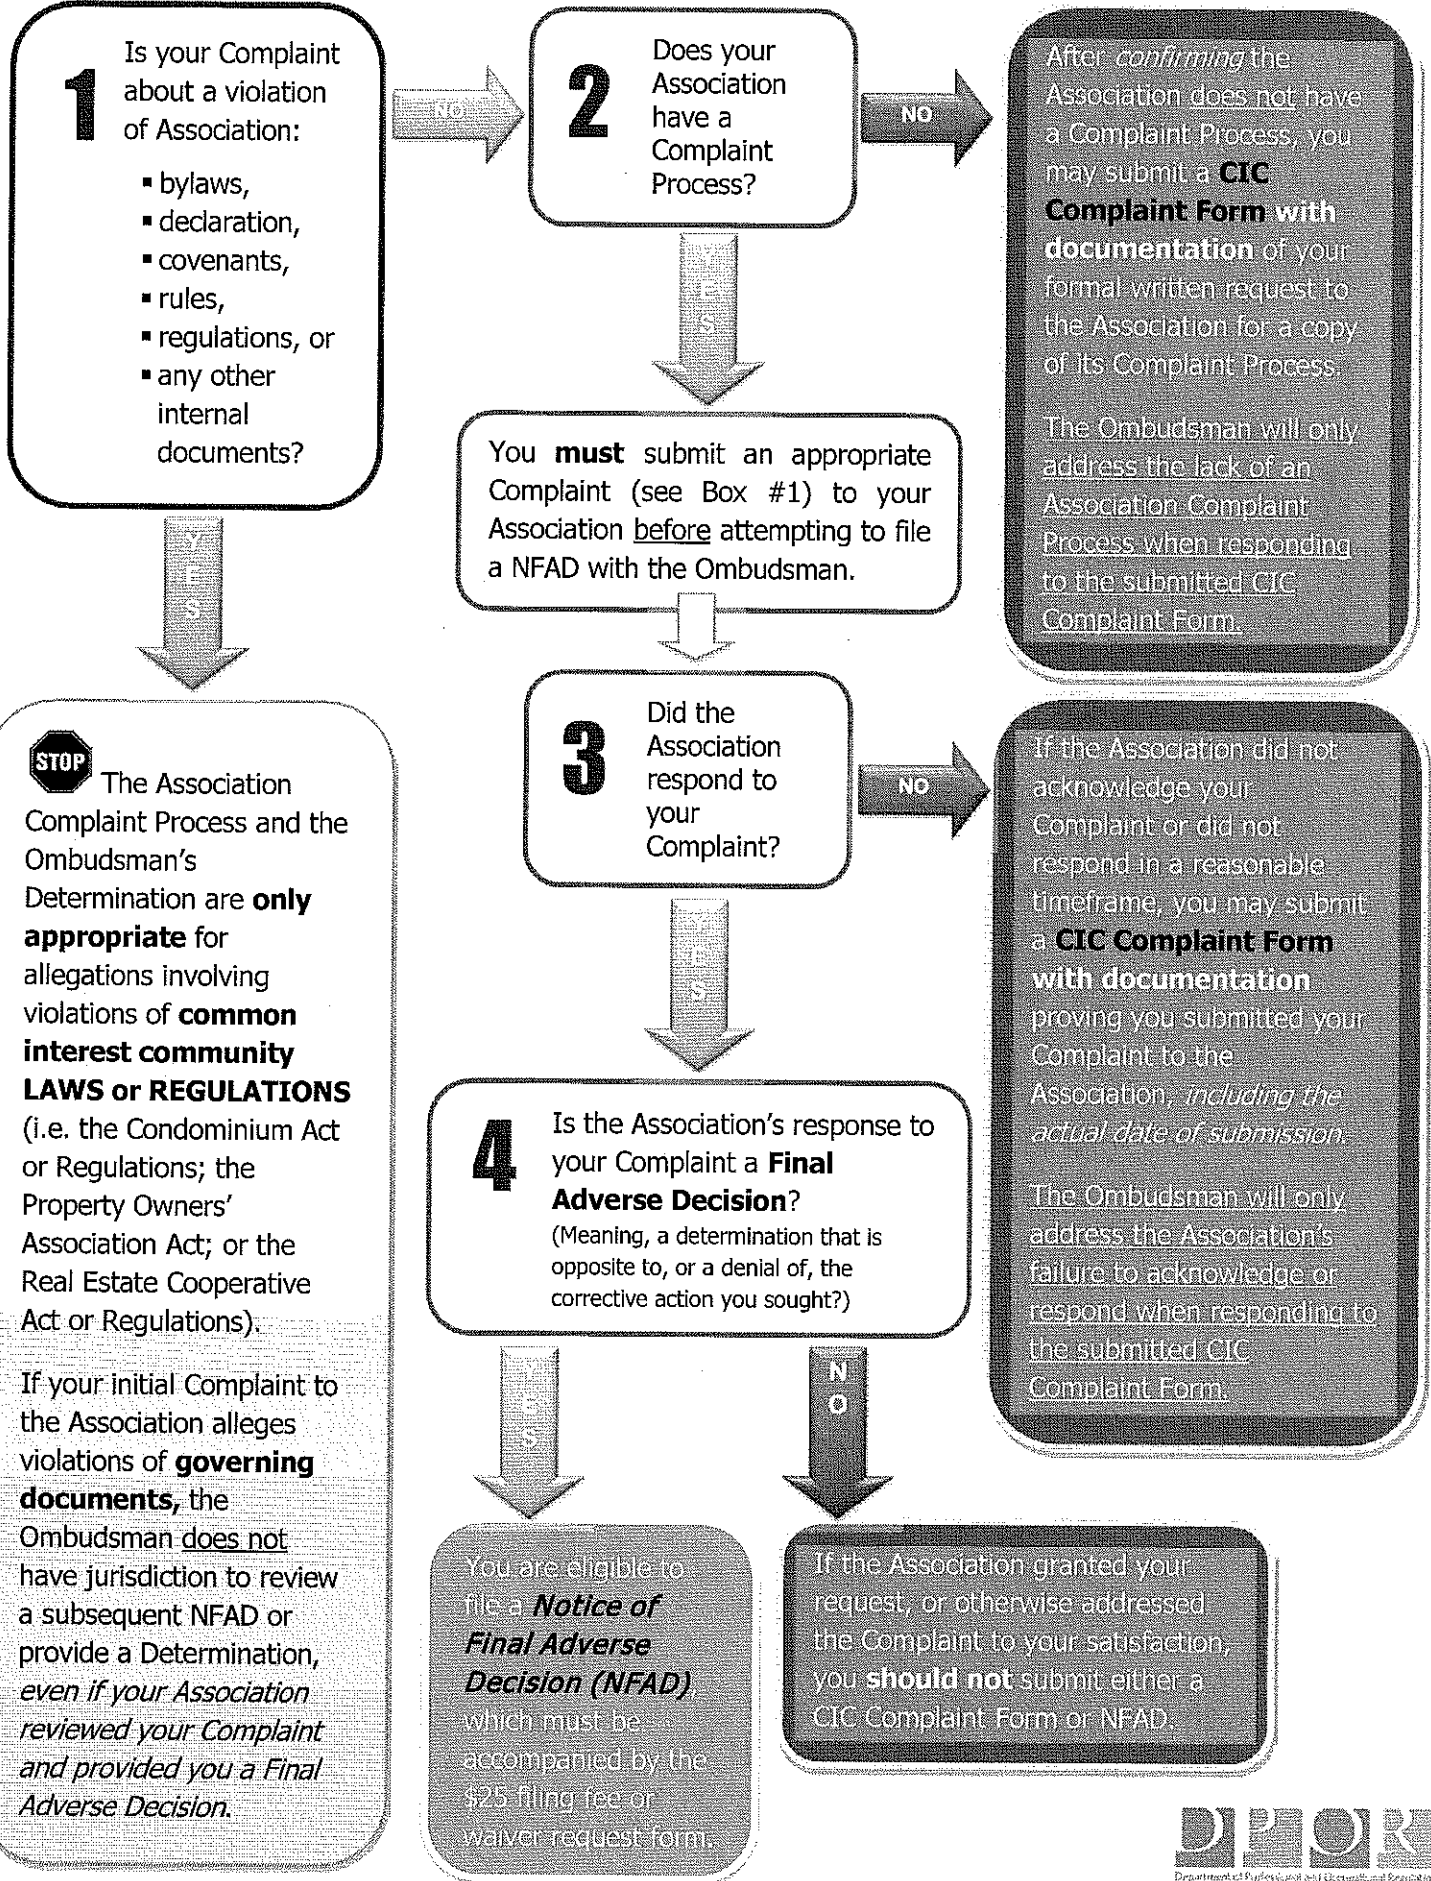 1
Is your Complaint
about a violation
of Association:
▪ bylaws,
▪ declaration,
▪ covenants,
▪ rules,
▪ regulations, or
▪ any other
internal
documents?
NO
2
Does your
Association
have a
Complaint
Process?
NO
After confirming the
Association does not have
a Complaint Process, you
may submit a CIC
Complaint Form with
documentation of your
formal written request to
the Association for a copy
of its Complaint Process.
The Ombudsman will only
address the lack of an
Association Complaint
Process when responding
to the submitted CIC
Complaint Form.
YES
YES
You must submit an appropriate
Complaint (see Box #1) to your
Association before attempting to file
a NFAD with the Ombudsman.
3
Did the
Association
respond to
your
Complaint?
NO
If the Association did not
acknowledge your
Complaint or did not
respond in a reasonable
timeframe, you may submit
a CIC Complaint Form
with documentation
proving you submitted your
Complaint to the
Association, including the
actual date of submission.
The Ombudsman will only
address the Association's
failure to acknowledge or
respond when responding to
the submitted CIC
Complaint Form.
STOP
The Association
Complaint Process and the
Ombudsman's
Determination are only
appropriate for
allegations involving
violations of common
interest community
LAWS or REGULATIONS
(i.e. the Condominium Act
or Regulations; the
Property Owners'
Association Act; or the
Real Estate Cooperative
Act or Regulations).
If your initial Complaint to
the Association alleges
violations of governing
documents, the
Ombudsman does not
have jurisdiction to review
a subsequent NFAD or
provide a Determination,
even if your Association
reviewed your Complaint
and provided you a Final
Adverse Decision.
YES
4
Is the Association's response to
your Complaint a Final
Adverse Decision?
(Meaning, a determination that is
opposite to, or a denial of, the
corrective action you sought?)
YES
NO
You are eligible to
file a Notice of
Final Adverse
Decision (NFAD)
which must be
accompanied by the
$25 filing fee or
waiver request form.
If the Association granted your
request, or otherwise addressed
the Complaint to your satisfaction,
you should not submit either a
CIC Complaint Form or NFAD.
DPOR
Department of Professional and Occupational Regulation